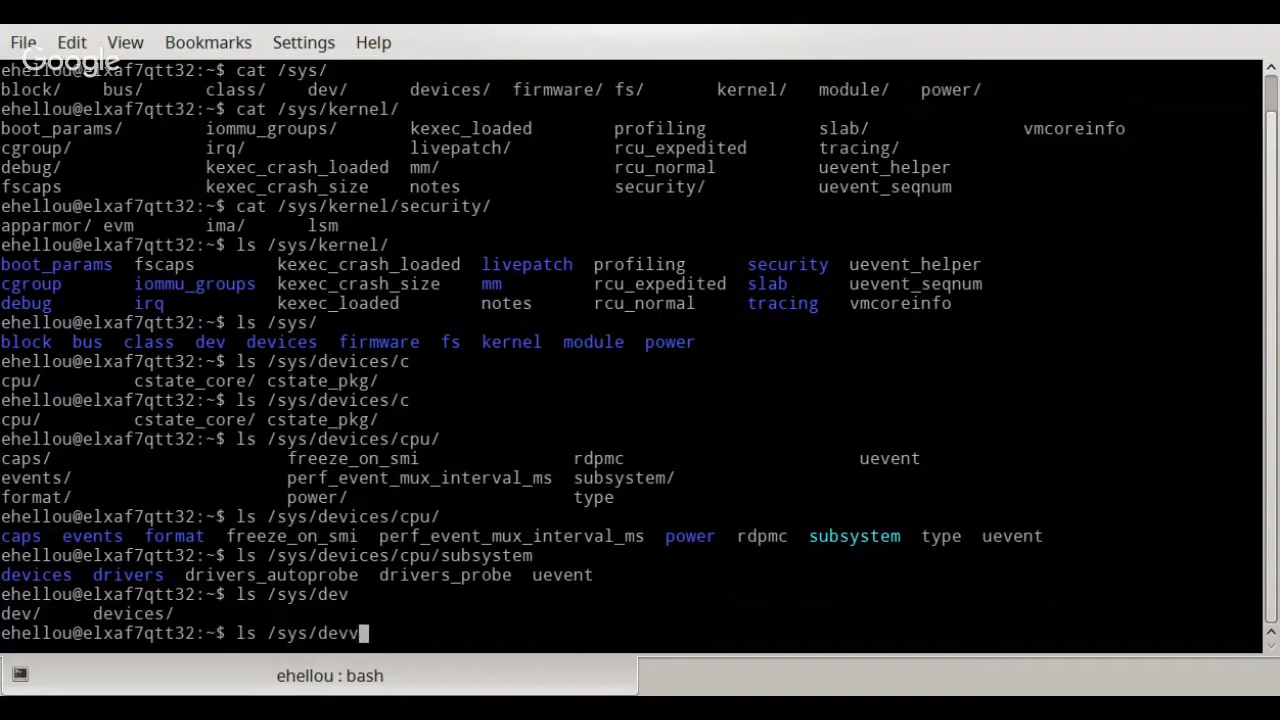 File Edit View Bookmarks Settings Help
Google
ehellou@elxaf7qtt32:~$ cat /sys/
block/ bus/ class/ dev/ devices/ firmware/ fs/ kernel/ module/ power/
ehellou@elxaf7qtt32:~$ cat /sys/kernel/
boot_params/ iommu_groups/ kexec_loaded profiling slab/ vmcoreinfo
cgroup/ irq/ livepatch/ rcu_expedited tracing/
debug/ kexec_crash_loaded mm/ rcu_normal uevent_helper
fscaps kexec_crash_size notes security/ uevent_seqnum
ehellou@elxaf7qtt32:~$ cat /sys/kernel/security/
apparmor/ evm ima/ lsm
ehellou@elxaf7qtt32:~$ ls /sys/kernel/
boot_params fscaps kexec_crash_loaded livepatch profiling security uevent_helper
cgroup iommu_groups kexec_crash_size mm rcu_expedited slab uevent_seqnum
debug irq kexec_loaded notes rcu_normal tracing vmcoreinfo
ehellou@elxaf7qtt32:~$ ls /sys/
block bus class dev devices firmware fs kernel module power
ehellou@elxaf7qtt32:~$ ls /sys/devices/c
cpu/ cstate_core/ cstate_pkg/
ehellou@elxaf7qtt32:~$ ls /sys/devices/c
cpu/ cstate_core/ cstate_pkg/
ehellou@elxaf7qtt32:~$ ls /sys/devices/cpu/
caps/ freeze_on_smi rdpmc uevent
events/ perf_event_mux_interval_ms subsystem/
format/ power/ type
ehellou@elxaf7qtt32:~$ ls /sys/devices/cpu/
caps events format freeze_on_smi perf_event_mux_interval_ms power rdpmc subsystem type uevent
ehellou@elxaf7qtt32:~$ ls /sys/devices/cpu/subsystem
devices drivers drivers_autoprobe drivers_probe uevent
ehellou@elxaf7qtt32:~$ ls /sys/dev
dev/ devices/
ehellou@elxaf7qtt32:~$ ls /sys/devv
ehellou : bash